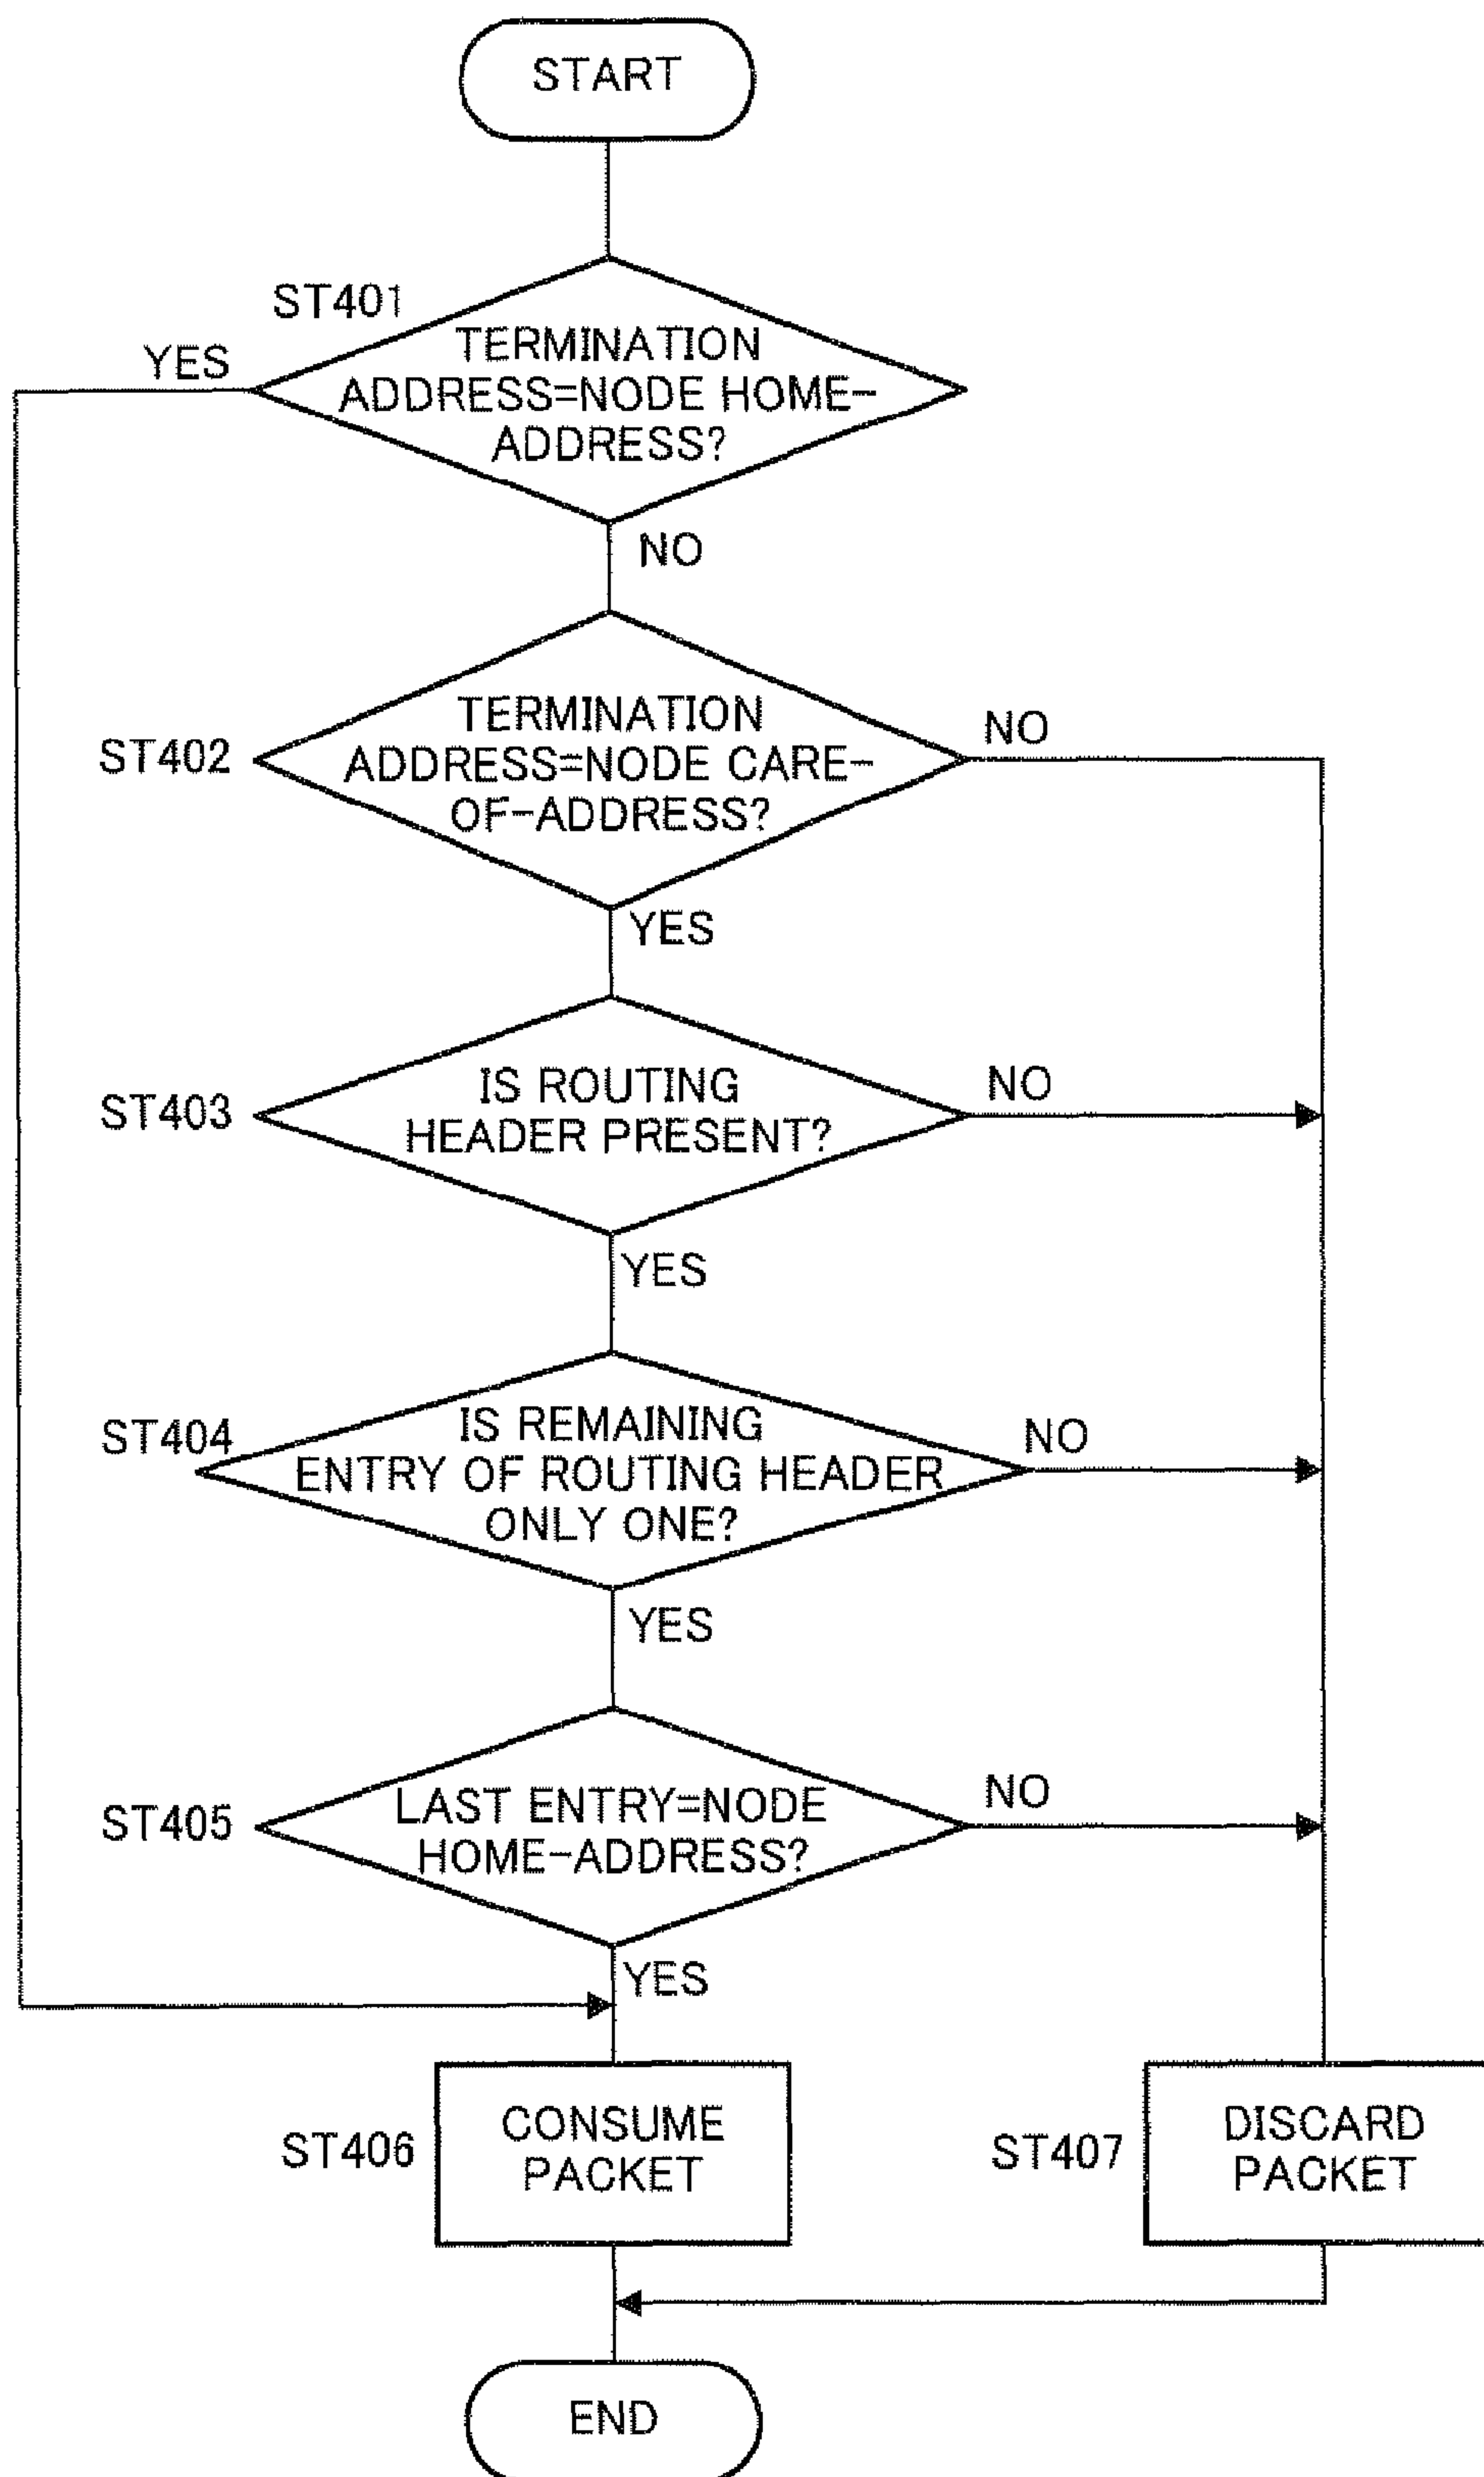 START
ST401
YES
TERMINATION
ADDRESS=NODE HOME-
ADDRESS?
NO
TERMINATION
ADDRESS=NODE CARE-
OF-ADDRESS?
ST402
NO
YES
IS ROUTING
HEADER PRESENT?
ST403
NO
YES
ST404
IS REMAINING
ENTRY OF ROUTING HEADER
ONLY ONE?
NO
YES
ST405
LAST ENTRY=NODE
HOME-ADDRESS?
NO
YES
ST406
CONSUME
PACKET
ST407
DISCARD
PACKET
END